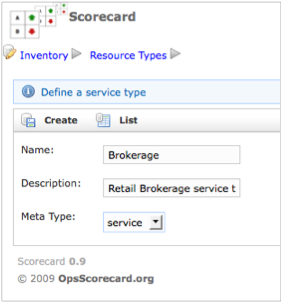 Scorecard
Inventory Resource Types
Define a service type
Create List
Name: Brokerage
Description: Retail Brokerage service t
Meta Type: service
Scorecard 0.9
© 2009 OpsScorecard.org